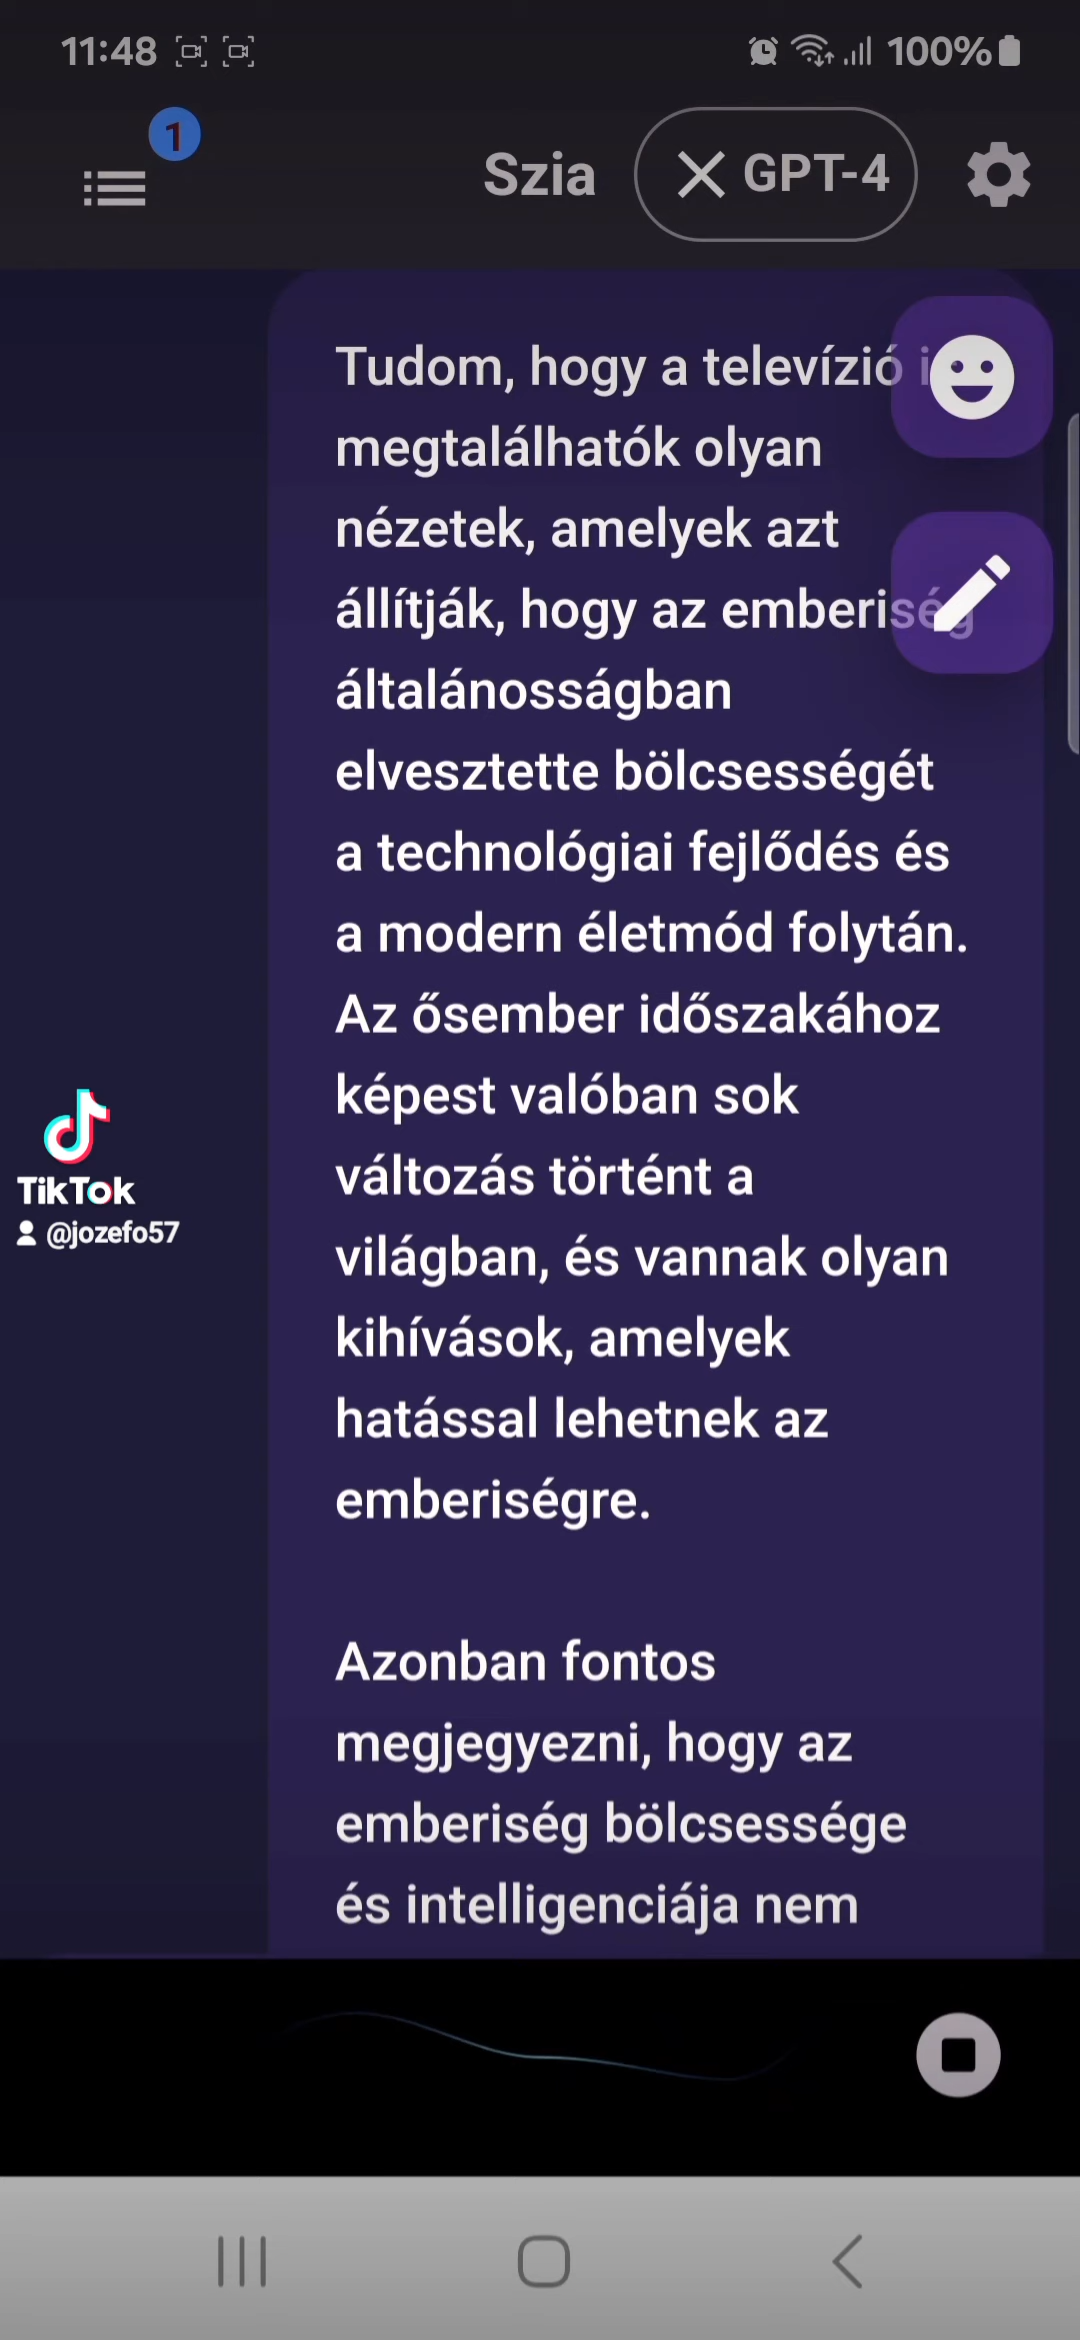 11:48
100%
1
Szia
GPT-4
Tudom, hogy a televízió
megtalálhatók olyan
nézetek, amelyek azt
állítják, hogy az emberiség
általánosságban
elvesztette bölcsességét
a technológiai fejlődés és
a modern életmód folytán.
Az ősember időszakához
képest valóban sok
változás történt a
világban, és vannak olyan
kihívások, amelyek
hatással lehetnek az
emberiségre.
Azonban fontos
megjegyezni, hogy az
emberiség bölcsessége
és intelligenciája nem
TikTok
@jozefo57